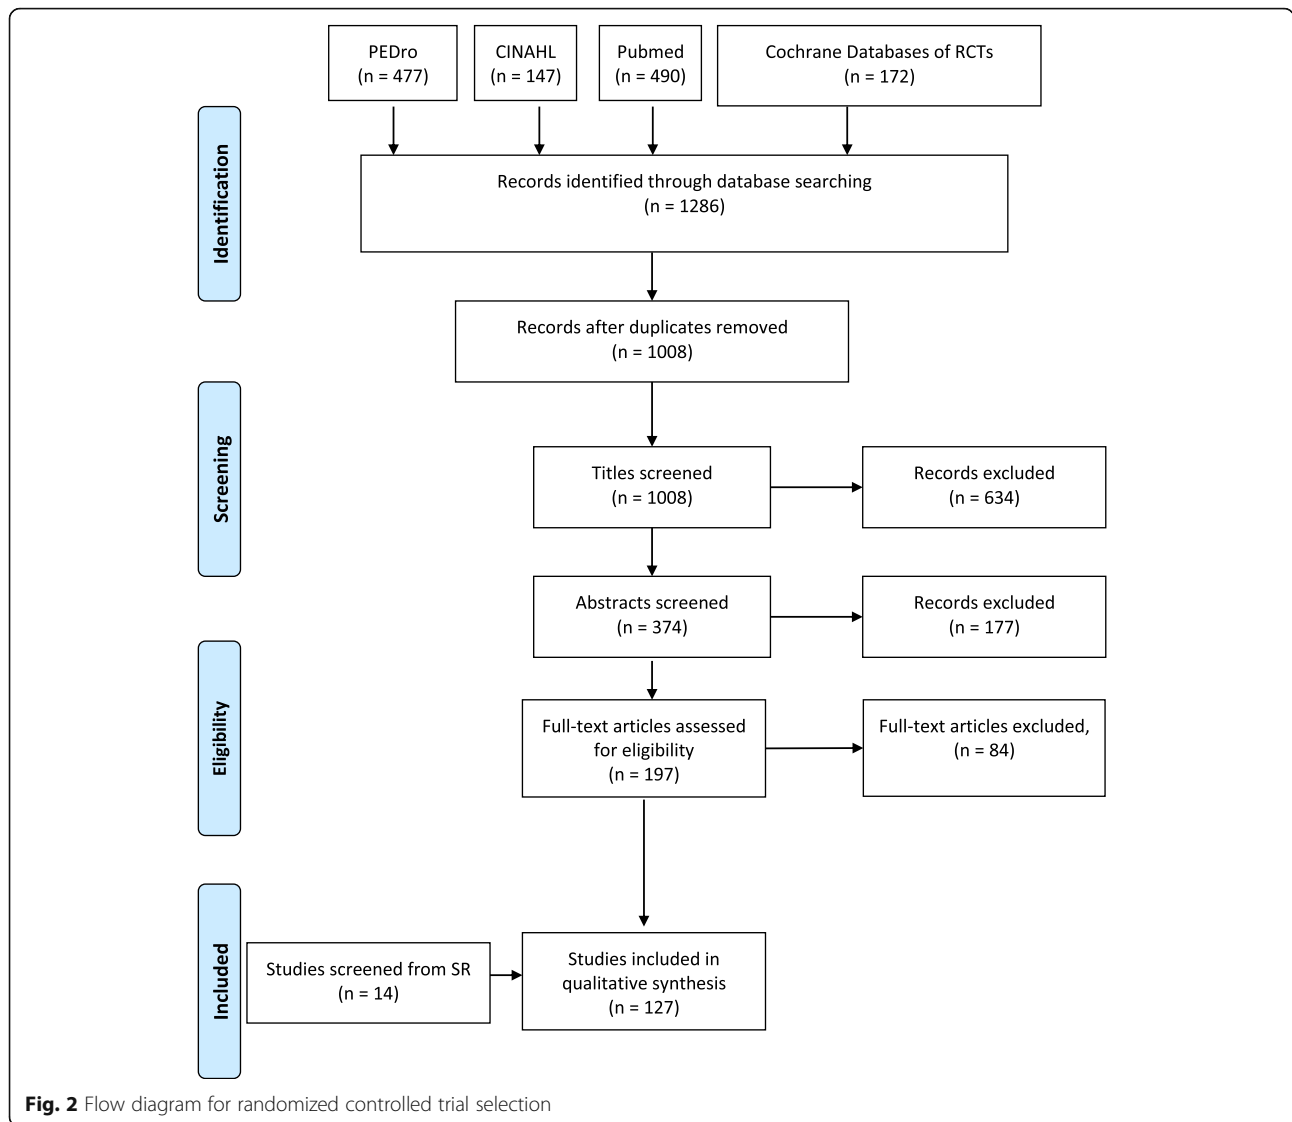 PEDro
(n = 477)
CINAHL
(n = 147)
Pubmed
(n = 490)
Cochrane Databases of RCTs
(n = 172)
Identification
Records identified through database searching
(n = 1286)
Records after duplicates removed
(n = 1008)
Screening
Titles screened
(n = 1008)
Records excluded
(n = 634)
Abstracts screened
(n = 374)
Records excluded
(n = 177)
Eligibility
Full-text articles assessed
for eligibility
(n = 197)
Full-text articles excluded,
(n = 84)
Included
Studies screened from SR
(n = 14)
Studies included in
qualitative synthesis
(n = 127)
Fig. 2 Flow diagram for randomized controlled trial selection